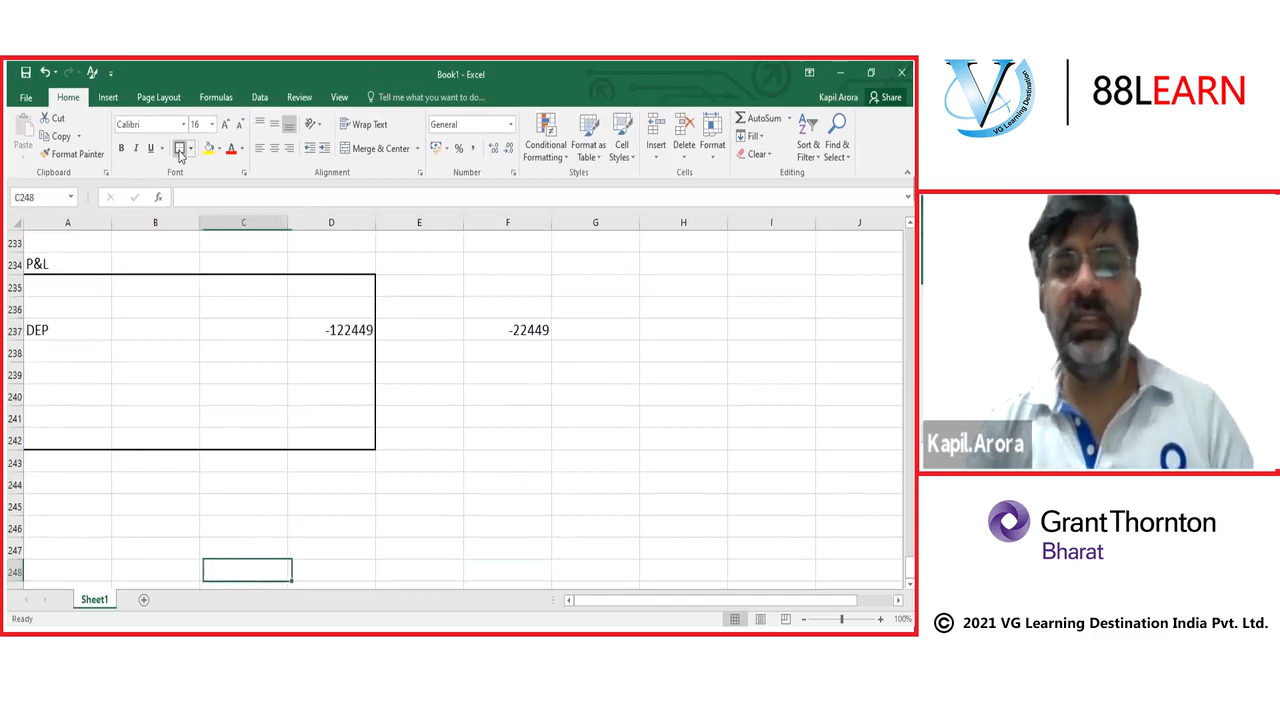 Book1 - Excel
File Home Insert Page Layout Formulas Data Review View Tell me what you want to do... Kapil Arora Share
Paste
Cut
Copy
Format Painter
Clipboard
Calibri 16
B I U
Font
Wrap Text
Merge & Center
Alignment
General
Number
Conditional Formatting
Format as Table
Cell Styles
Styles
Insert
Delete
Format
Cells
AutoSum
Fill
Clear
Sort & Filter
Find & Select
Editing
C248 fx
A B C D E F G H I J
233
234 P&L
235
236
237 DEP -122449 -22449
238
239
240
241
242
243
244
245
246
247
248
Sheet1
Ready 100%
VG Learning Destination
88LEARN
Kapil.Arora
Grant Thornton
Bharat
© 2021 VG Learning Destination India Pvt. Ltd.